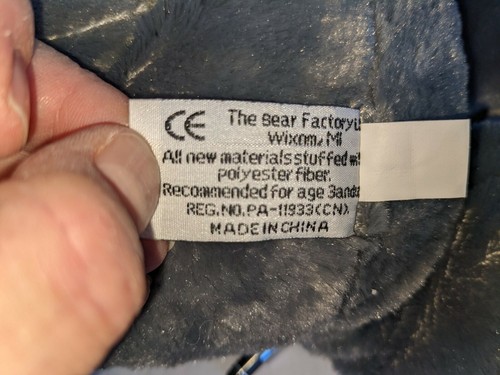 CE The Bear Factory
Wixom, MI
All new materials stuffed
polyester fiber.
Recommended for age 3 and
REG.NO.PA-11933(CN)
MADE IN CHINA